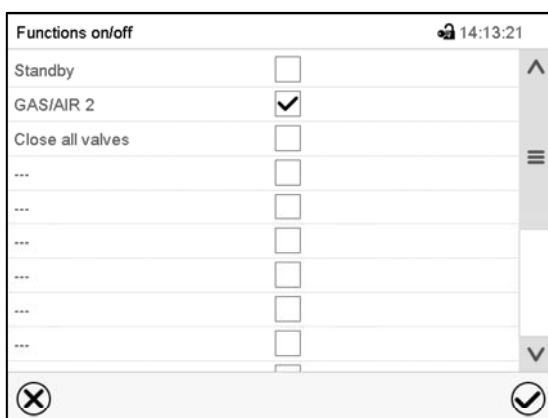 Functions on/off 14:13:21
Standby
GAS/AIR 2
Close all valves
---
---
---
---
---
---